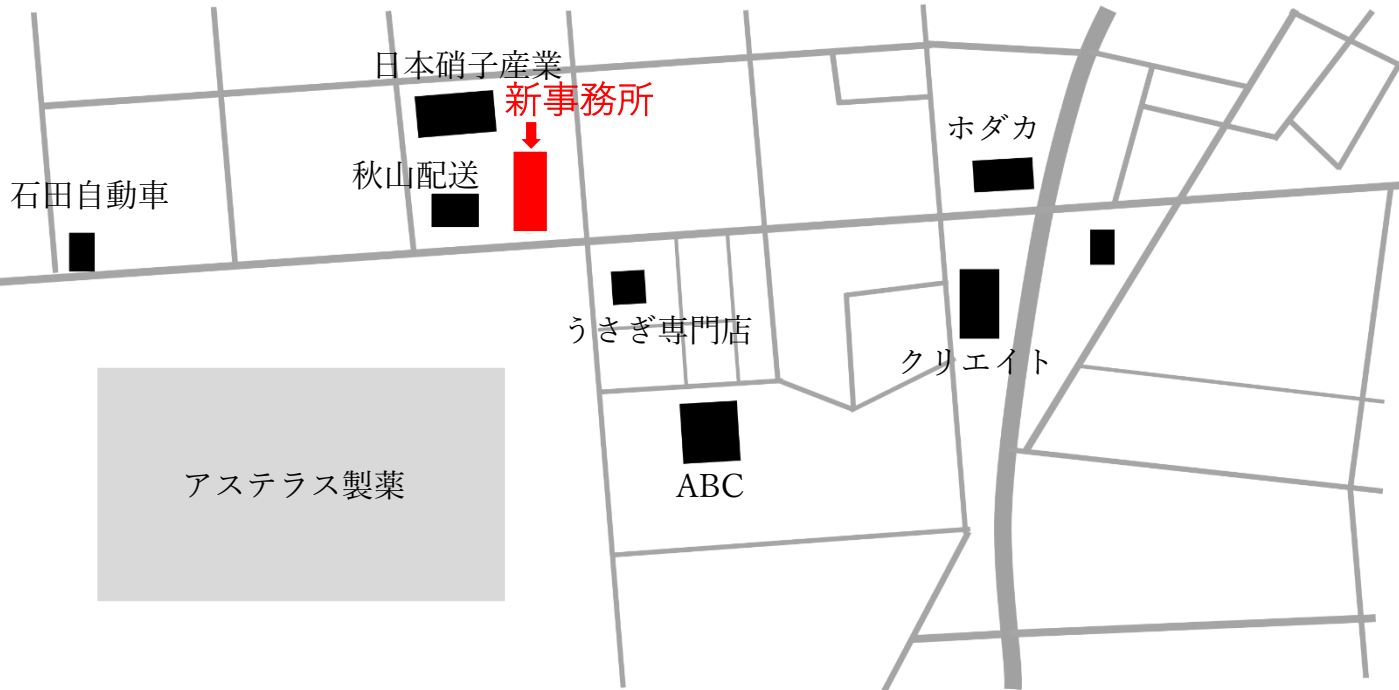 日本硝子産業
新事務所
ホダカ
秋山配送
石田自動車
うさぎ専門店
クリエイト
アステラス製薬
ABC